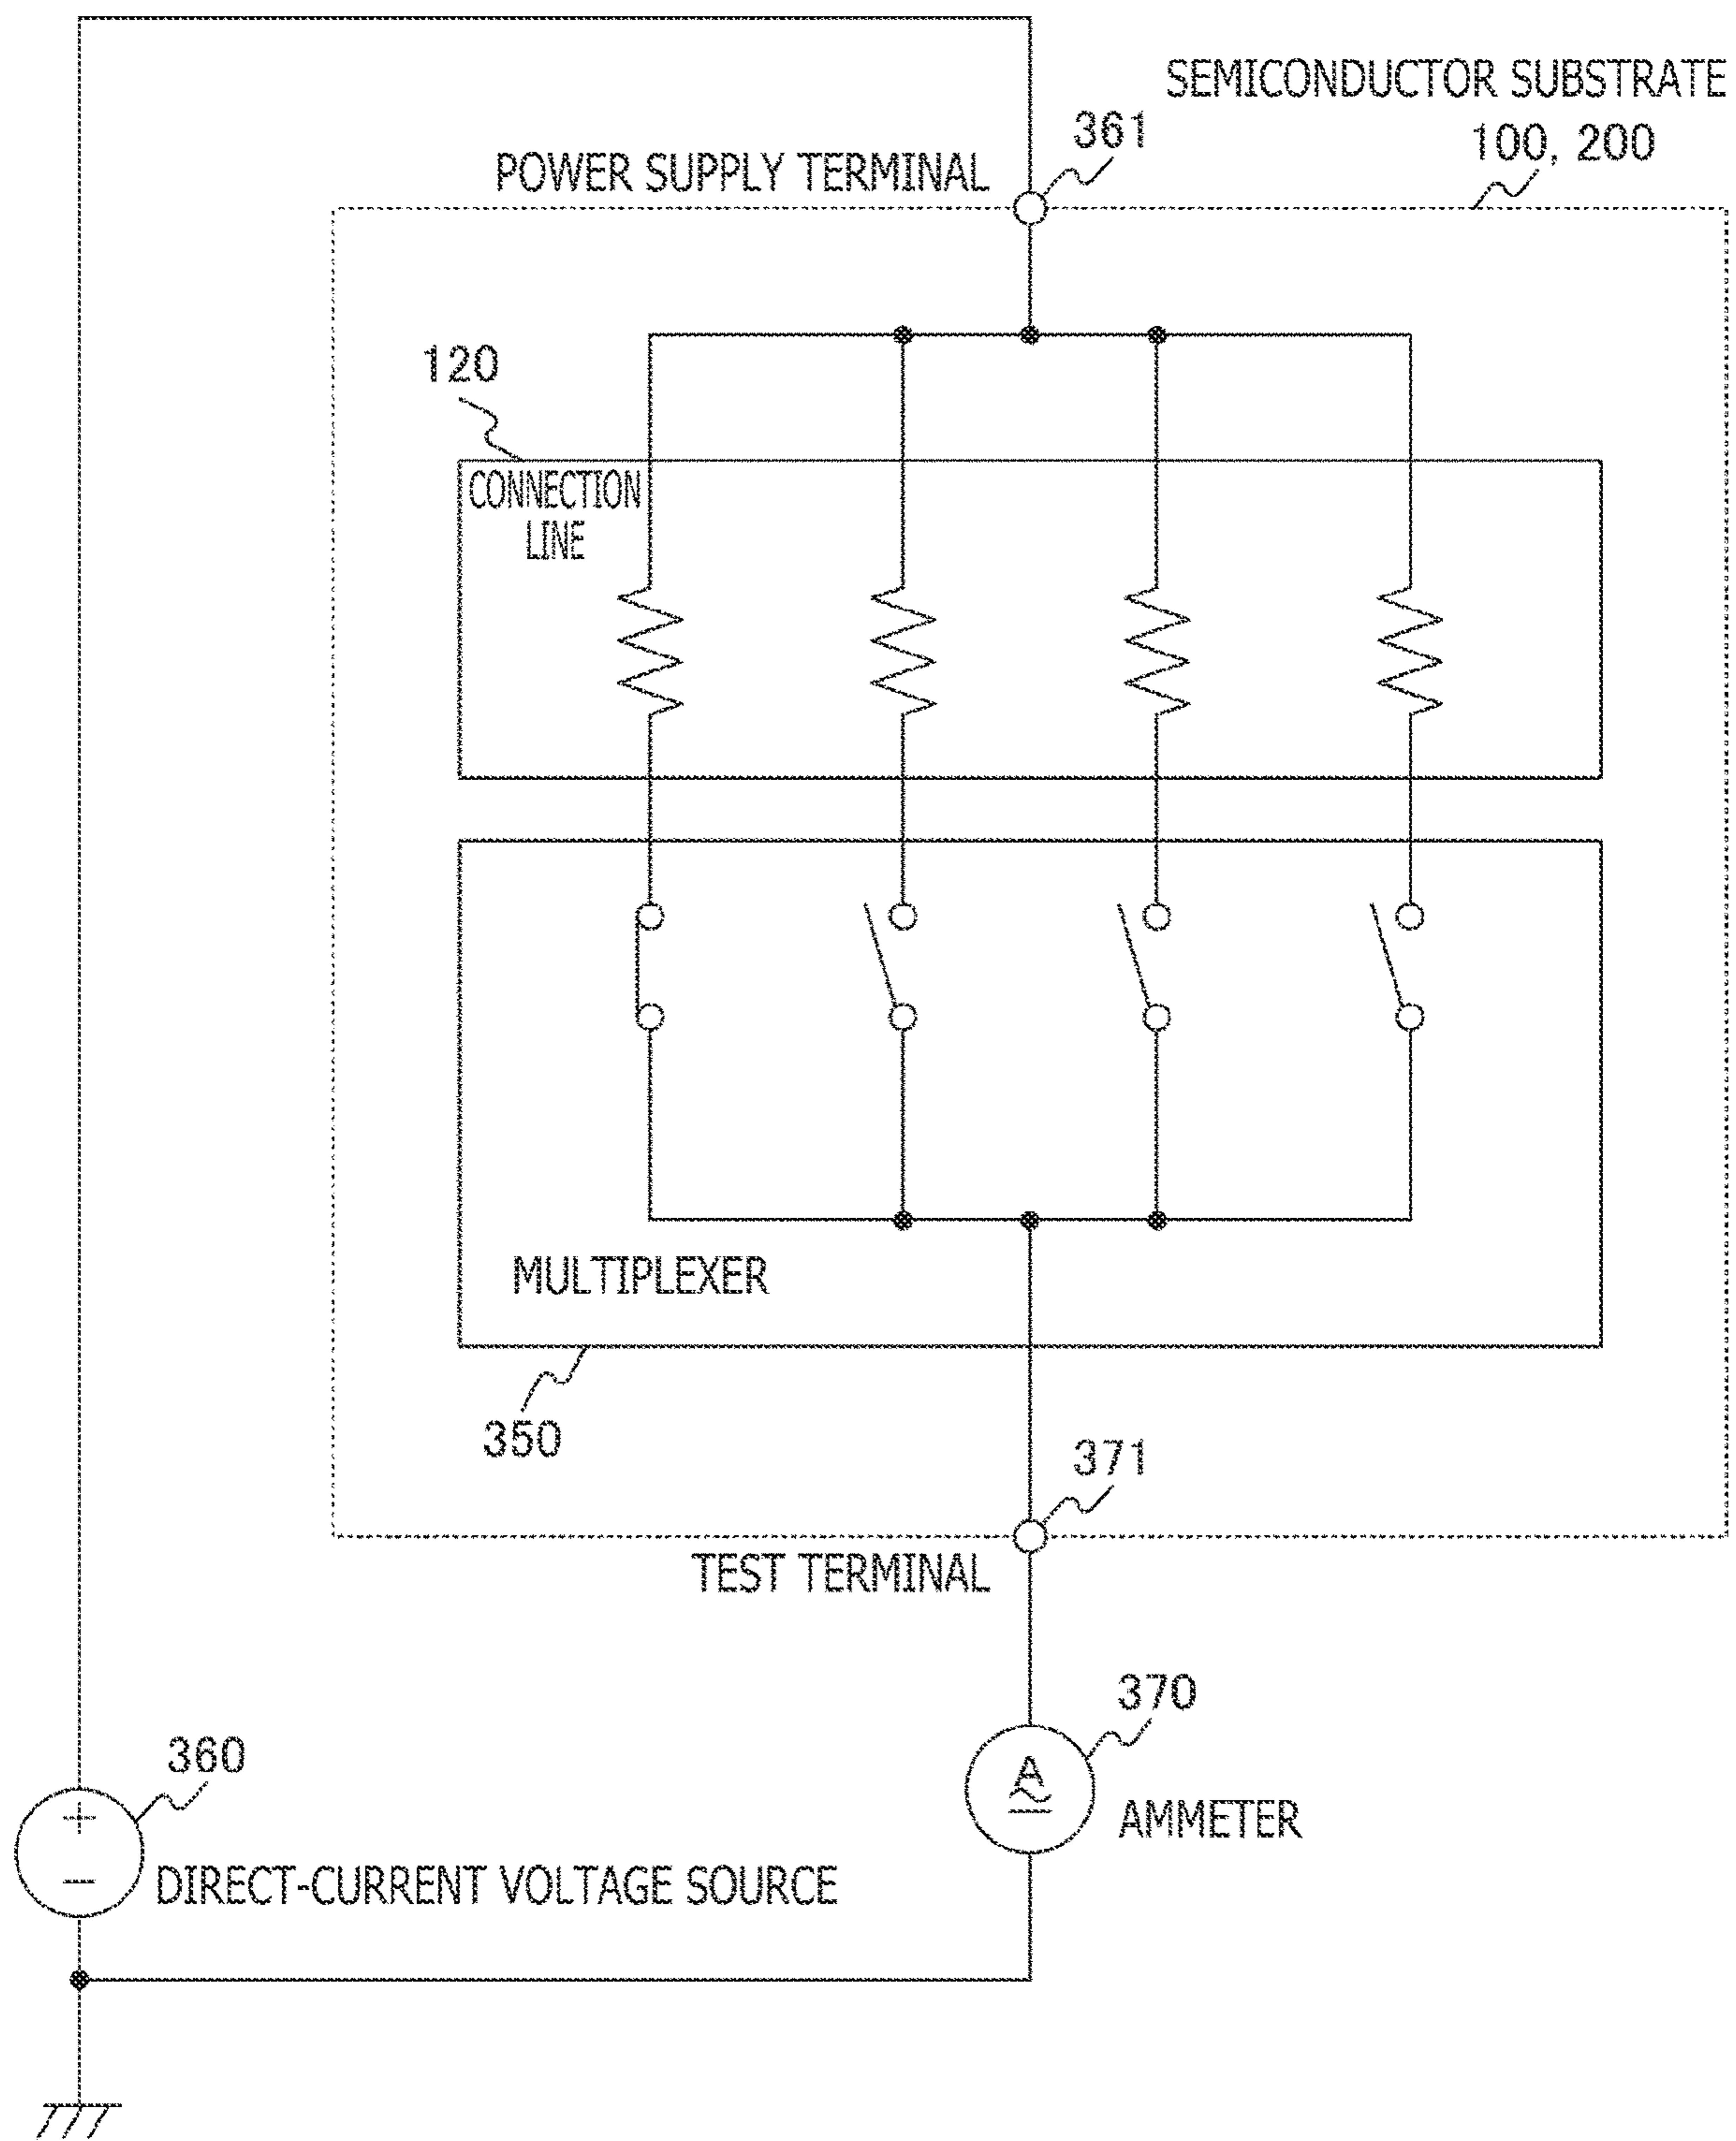 SEMICONDUCTOR SUBSTRATE
100, 200
361
POWER SUPPLY TERMINAL
120
CONNECTION
LINE
MULTIPLEXER
350
371
TEST TERMINAL
370
A
AMMETER
360
+
−
DIRECT-CURRENT VOLTAGE SOURCE